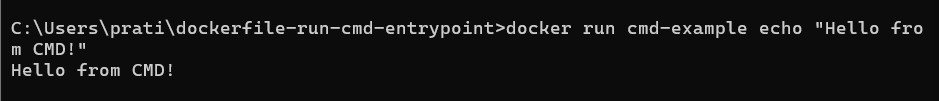 C:\Users\prati\dockerfile-run-cmd-entrypoint>docker run cmd-example echo "Hello fro
m CMD!"
Hello from CMD!